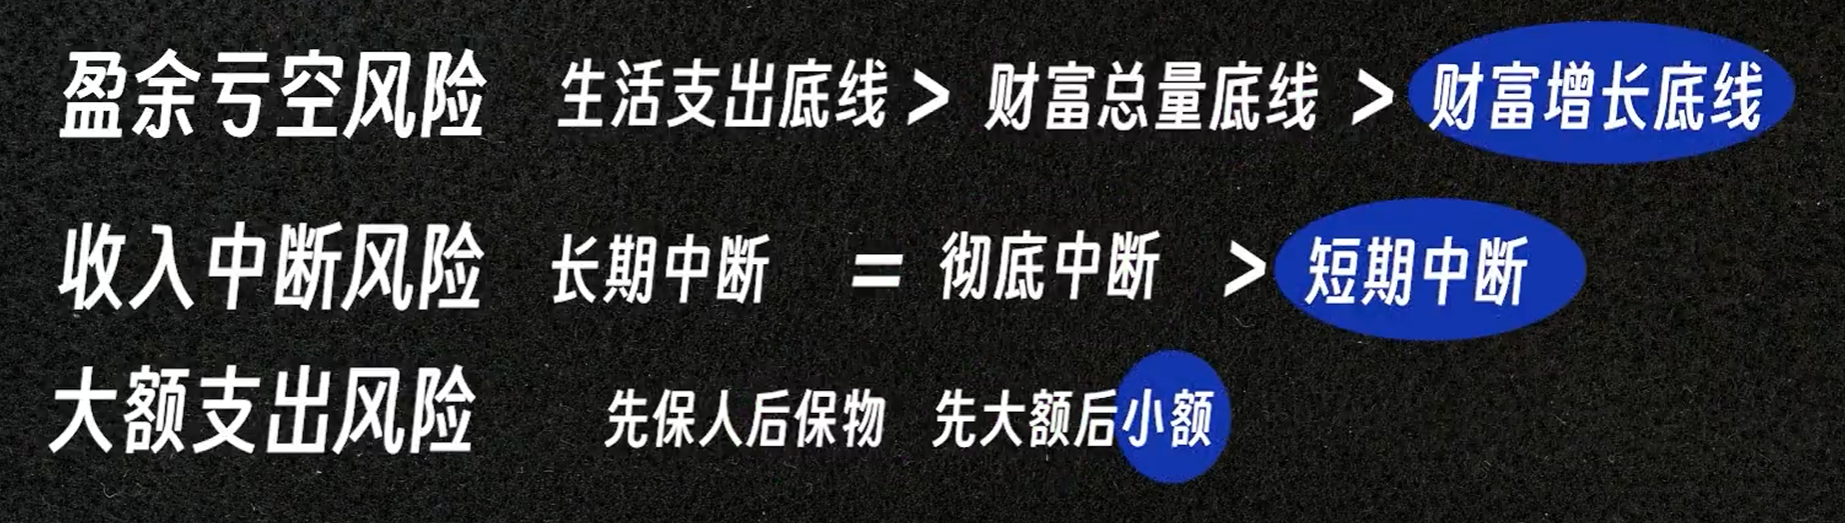 盈余亏空风险 生活支出底线 > 财富总量底线 > 财富增长底线
收入中断风险 长期中断 = 彻底中断 > 短期中断
大额支出风险 先保人后保物 先大额后小额